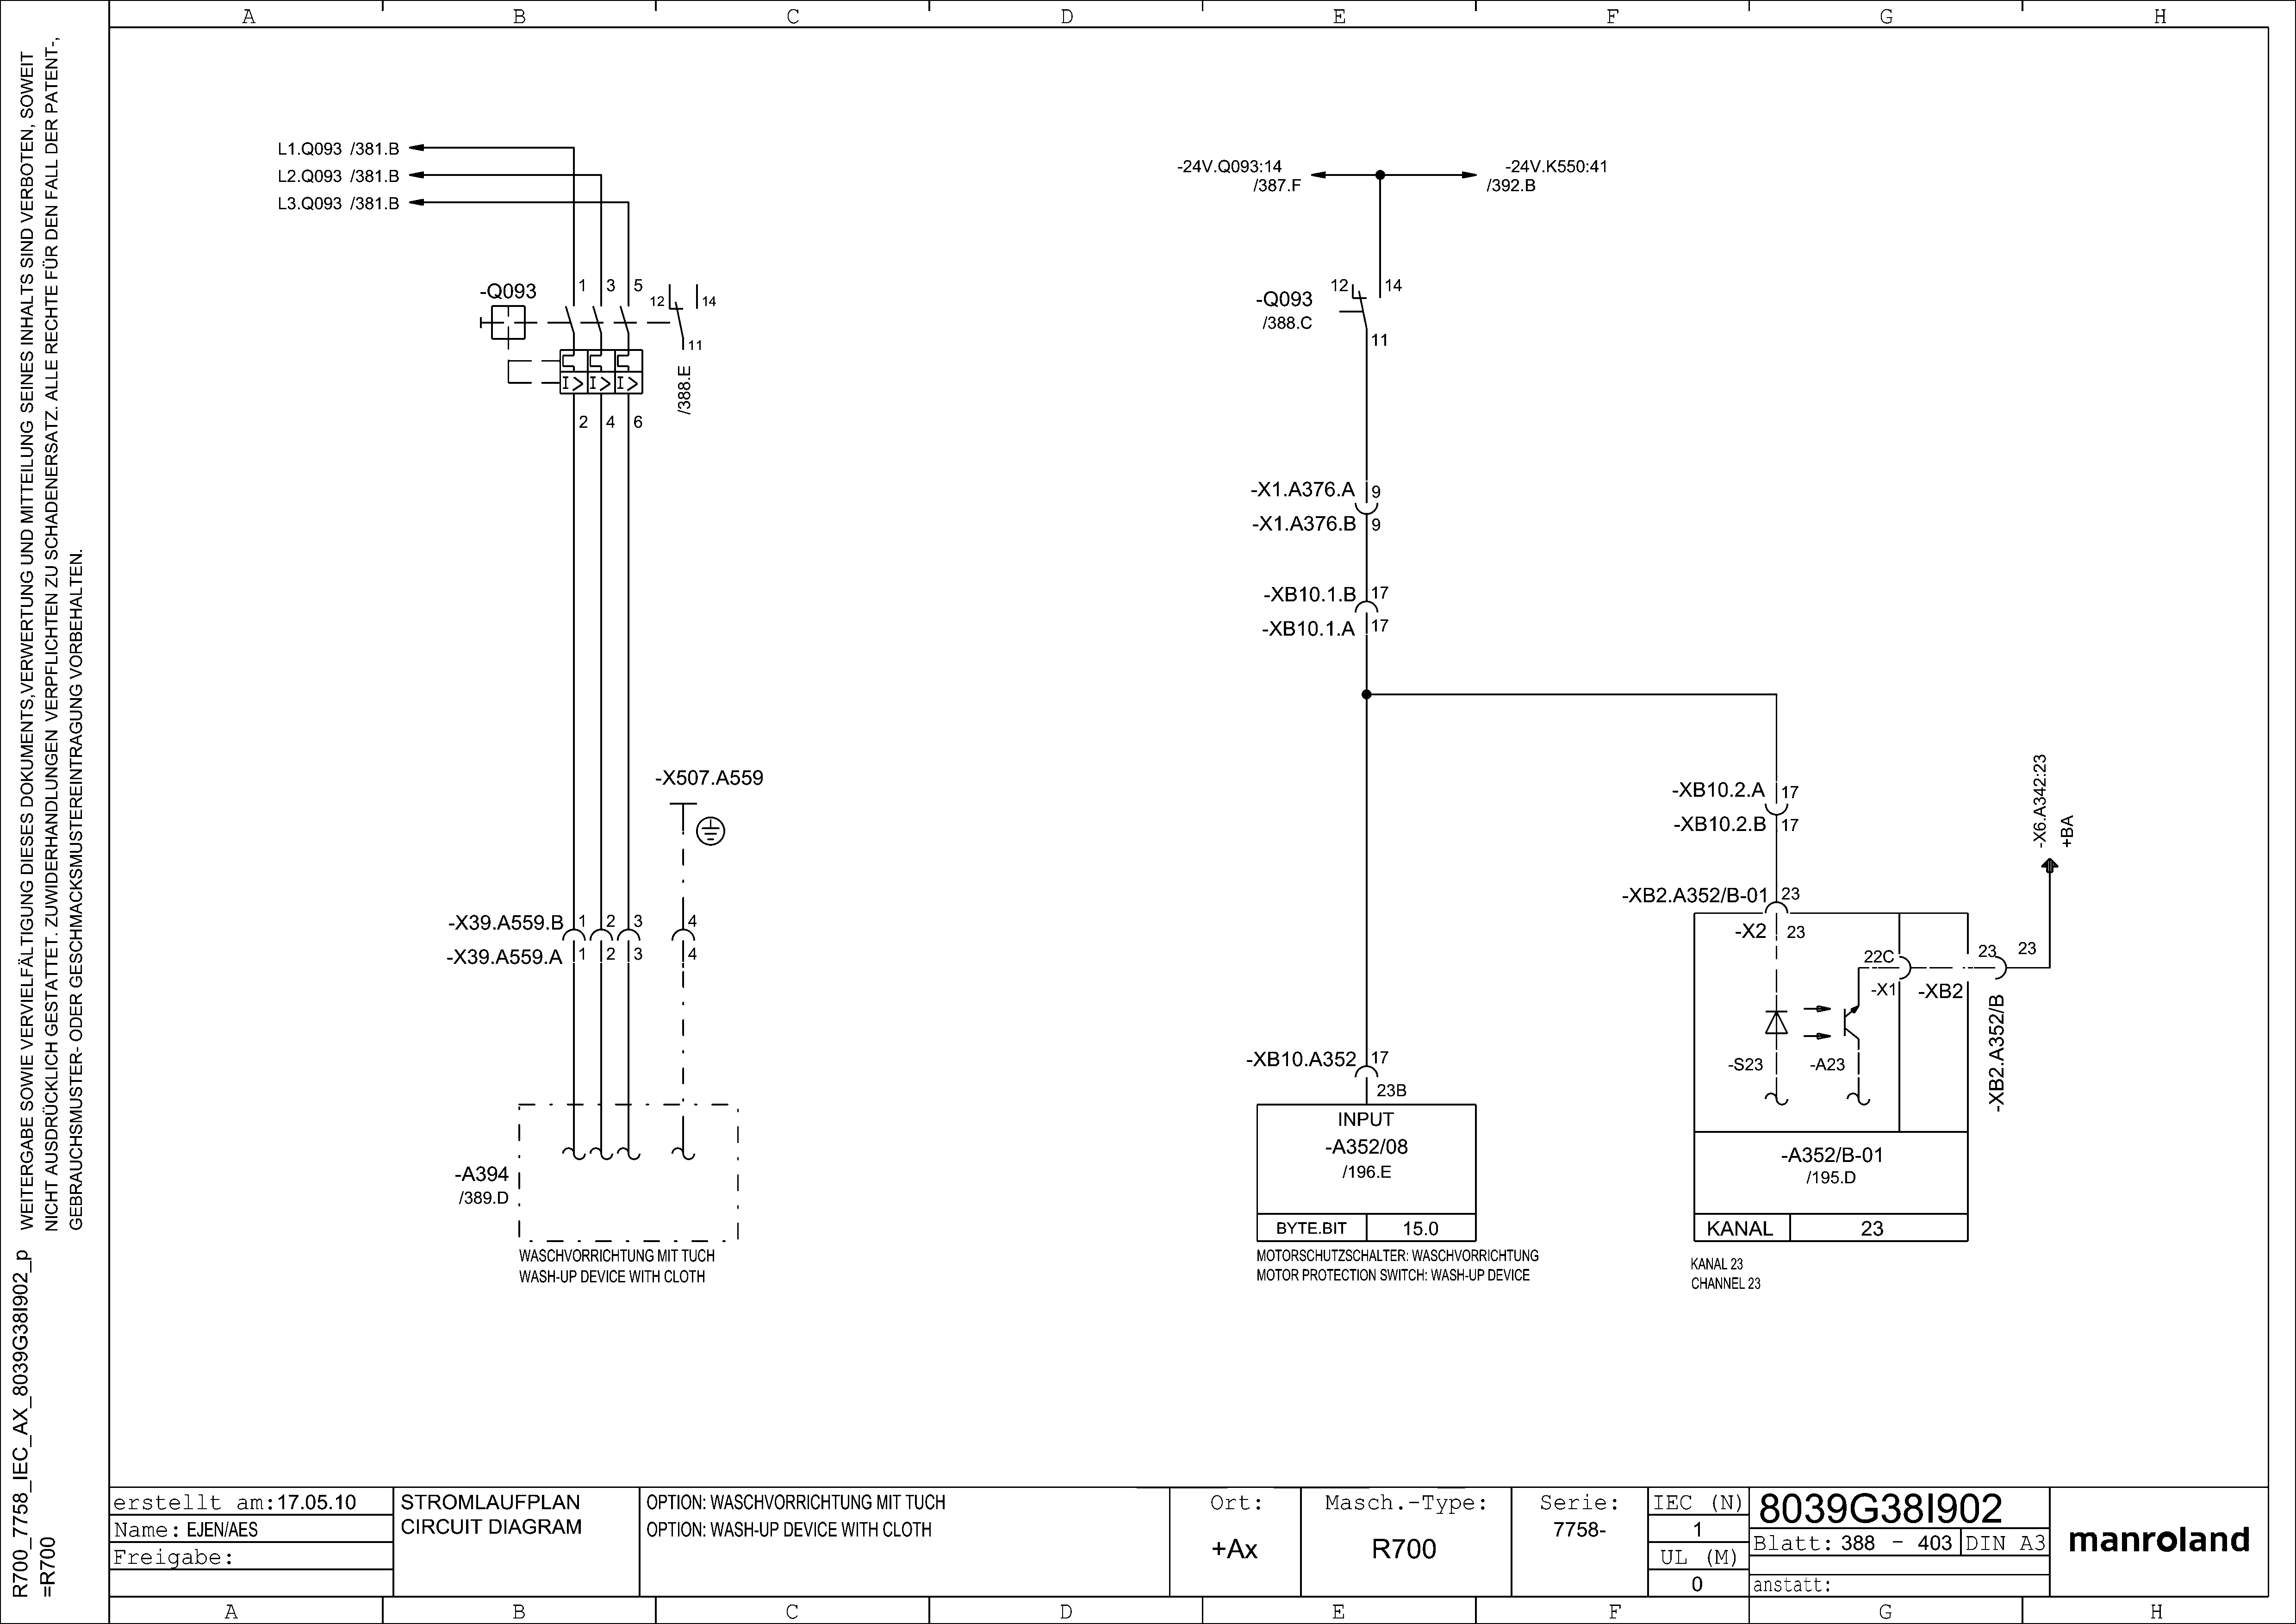 A B C D E F G H
WEITERGABE SOWIE VERVIELFÄLTIGUNG DIESES DOKUMENTS,VERWERTUNG UND MITTEILUNG SEINES INHALTS SIND VERBOTEN, SOWEIT
NICHT AUSDRÜCKLICH GESTATTET. ZUWIDERHANDLUNGEN VERPFLICHTEN ZU SCHADENERSATZ. ALLE RECHTE FÜR DEN FALL DER PATENT-,
GEBRAUCHSMUSTER- ODER GESCHMACKSMUSTEREINTRAGUNG VORBEHALTEN.
R700_7758_IEC_AX_8039G38I902_p
=R700
L1.Q093 /381.B
L2.Q093 /381.B
L3.Q093 /381.B
-Q093
1 3 5
12 14
11
/388.E
I> I> I>
2 4 6
-X507.A559
-X39.A559.B 1 2 3 4
-X39.A559.A 1 2 3 4
-A394
/389.D
WASCHVORRICHTUNG MIT TUCH
WASH-UP DEVICE WITH CLOTH
-24V.Q093:14
/387.F
-24V.K550:41
/392.B
12 14
-Q093
/388.C
11
-X1.A376.A 9
-X1.A376.B 9
-XB10.1.B 17
-XB10.1.A 17
-XB10.A352 17
23B
INPUT
-A352/08
/196.E
BYTE.BIT 15.0
MOTORSCHUTZSCHALTER: WASCHVORRICHTUNG
MOTOR PROTECTION SWITCH: WASH-UP DEVICE
-XB10.2.A 17
-XB10.2.B 17
-XB2.A352/B-01 23
-X2 23
22C 23 23
-X1 -XB2
-S23 -A23
-XB2.A352/B
-X6.A342:23
+BA
-A352/B-01
/195.D
KANAL 23
KANAL 23
CHANNEL 23
erstellt am:17.05.10
Name: EJEN/AES
Freigabe:
STROMLAUFPLAN
CIRCUIT DIAGRAM
OPTION: WASCHVORRICHTUNG MIT TUCH
OPTION: WASH-UP DEVICE WITH CLOTH
Ort:
+Ax
Masch.-Type:
R700
Serie:
7758-
IEC (N)
1
UL (M)
0
8039G38I902
Blatt: 388 - 403 DIN A3
anstatt:
manroland
A B C D E F G H